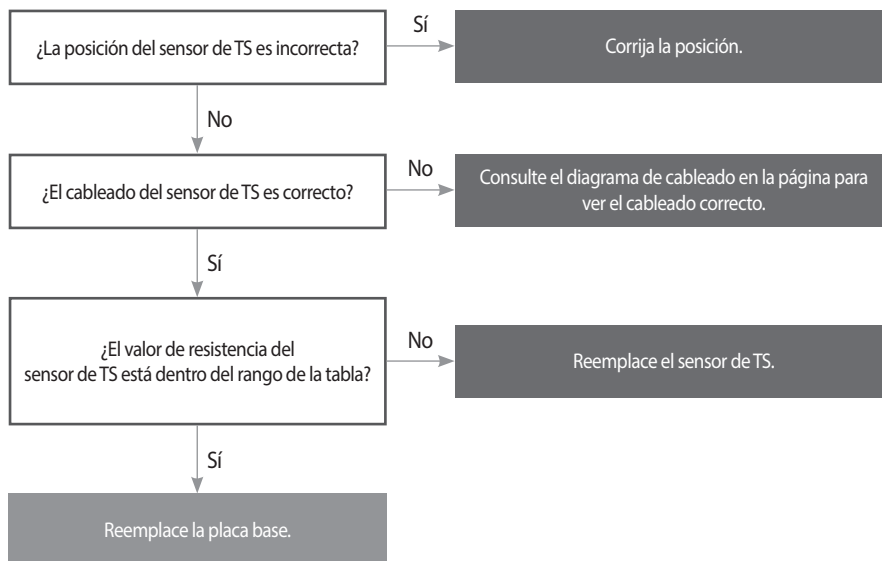 ¿La posición del sensor de TS es incorrecta?
Sí
Corrija la posición.
No
¿El cableado del sensor de TS es correcto?
No
Consulte el diagrama de cableado en la página para
ver el cableado correcto.
Sí
¿El valor de resistencia del
sensor de TS está dentro del rango de la tabla?
No
Reemplace el sensor de TS.
Sí
Reemplace la placa base.